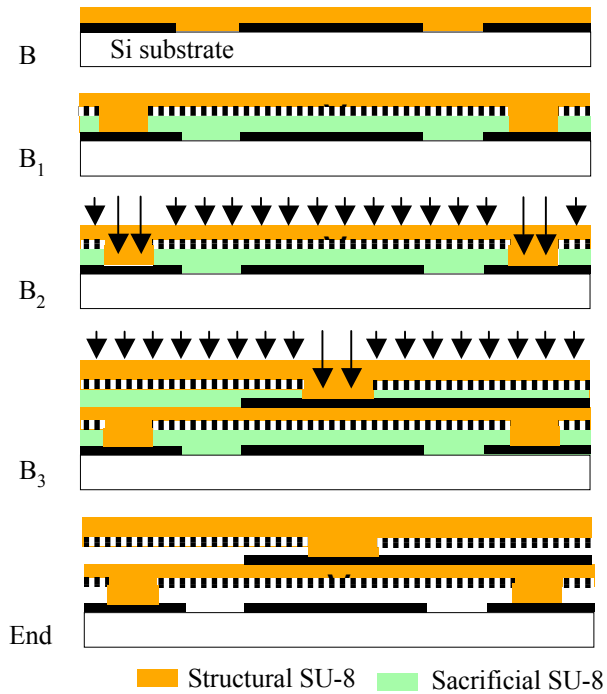 B
Si substrate
B₁
B₂
B₃
End
Structural SU-8
Sacrificial SU-8